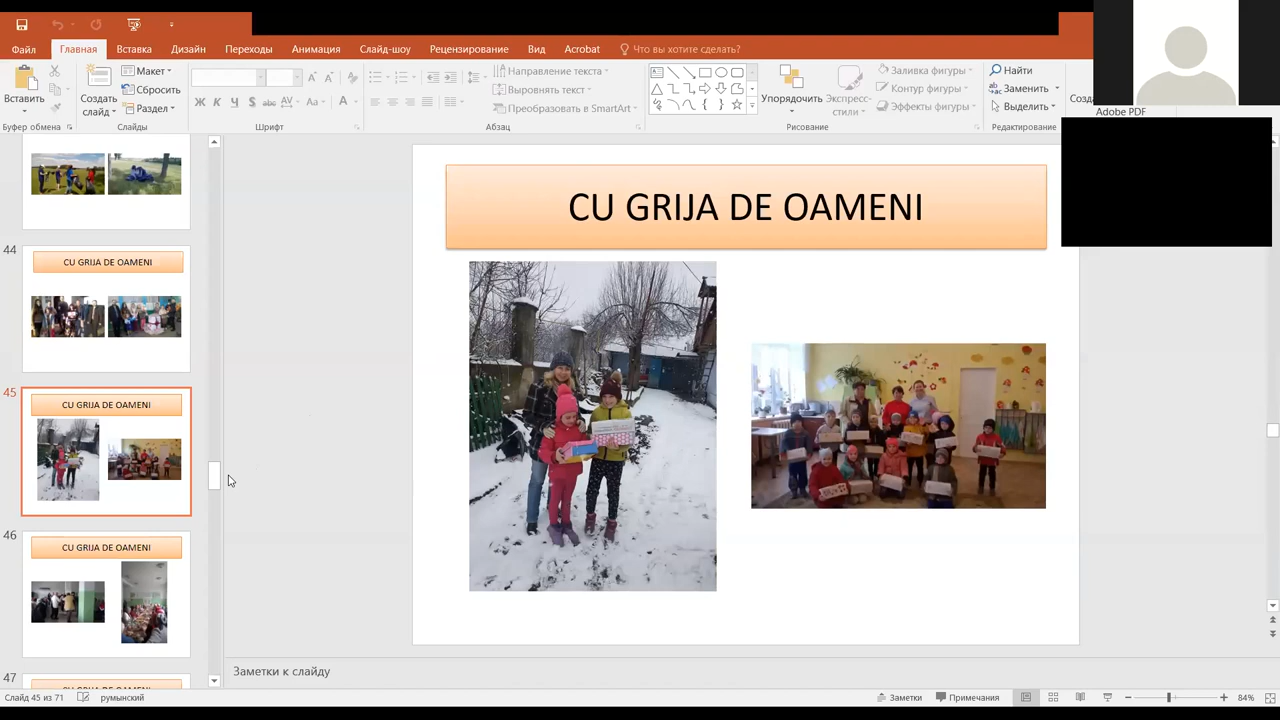 Файл Главная Вставка Дизайн Переходы Анимация Слайд-шоу Рецензирование Вид Acrobat Что вы хотите сделать?
Вставить
Создать слайд
Макет
Сбросить
Раздел
Ж К Ч S abc AV Aa A
Направление текста
Выровнять текст
Преобразовать в SmartArt
Упорядочить
Экспресс-стили
Заливка фигуры
Контур фигуры
Эффекты фигуры
Найти
Заменить
Выделить
Adobe PDF
Буфер обмена Слайды Шрифт Абзац Рисование Редактирование
44
CU GRIJA DE OAMENI
45
CU GRIJA DE OAMENI
46
CU GRIJA DE OAMENI
47
CU GRIJA DE OAMENI
Заметки к слайду
Слайд 45 из 71 румынский Заметки Примечания 84%